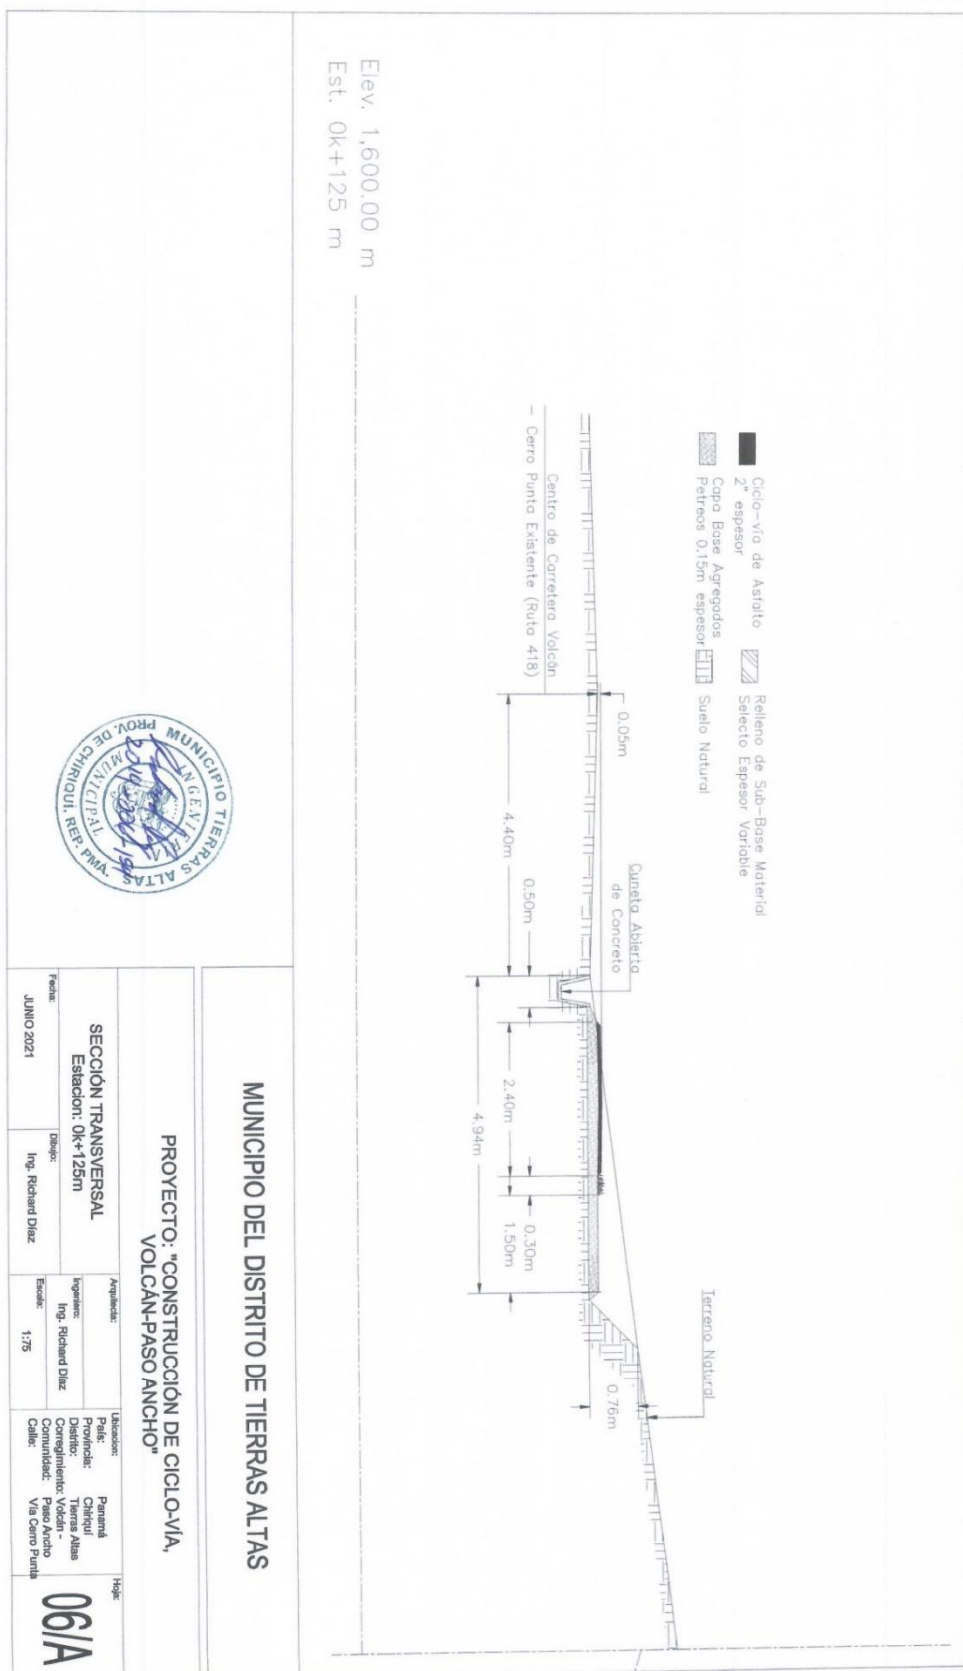 Ciclo-vía de Asfalto
2" espesor
Capa Base Agregados
Petreos 0.15m espesor
Relleno de Sub-Base Material
Selecto Espesor Variable
Suelo Natural
Elev. 1,600.00 m
Est. 0k+125 m
Centro de Carretera Volcán
- Cerro Punta Existente (Ruta 418)
0.05m
4.40m
Cuneta Abierta
de Concreto
0.50m
2.40m
4.94m
0.30m
1.50m
Terreno Natural
0.76m
MUNICIPIO TIERRAS ALTAS
INGENIERIA
MUNICIPAL
PROV. DE CHIRIQUI, REP. PMA.
MUNICIPIO DEL DISTRITO DE TIERRAS ALTAS
PROYECTO: "CONSTRUCCIÓN DE CICLO-VÍA,
VOLCÁN-PASO ANCHO"
SECCIÓN TRANSVERSAL
Estacion: 0k+125m
Fecha:
JUNIO 2021
Dibujo:
Ing. Richard Díaz
Arquitecto:
Ingeniero:
Ing. Richard Díaz
Escala:
1:75
Ubicacion:
País: Panamá
Provincia: Chiriquí
Distrito: Tierras Altas
Corregimiento: Volcán -
Comunidad: Paso Ancho
Calle: Vía Cerro Punta
Hoja:
06/A